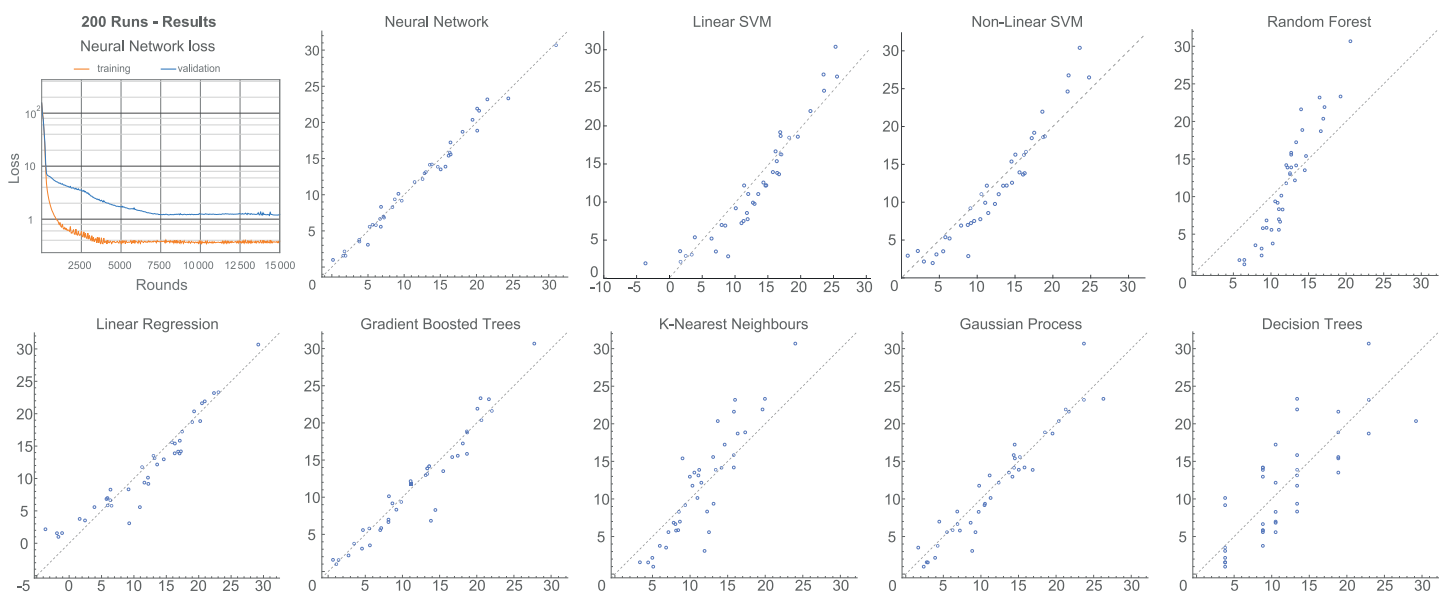 200 Runs - Results
Neural Network loss
training validation
Loss
10²
10
1
2500 5000 7500 10000 12500 15000
Rounds
Neural Network
30
25
20
15
10
5
0
0 5 10 15 20 25 30
Linear SVM
30
25
20
15
10
5
0
-10 -5 0 5 10 15 20 25 30
Non-Linear SVM
30
25
20
15
10
5
0
0 5 10 15 20 25 30
Random Forest
30
25
20
15
10
5
0
0 5 10 15 20 25 30
Linear Regression
30
25
20
15
10
5
0
-5
0 5 10 15 20 25 30
Gradient Boosted Trees
30
25
20
15
10
5
0
0 5 10 15 20 25 30
K-Nearest Neighbours
30
25
20
15
10
5
0
0 5 10 15 20 25 30
Gaussian Process
30
25
20
15
10
5
0
0 5 10 15 20 25 30
Decision Trees
30
25
20
15
10
5
0
0 5 10 15 20 25 30